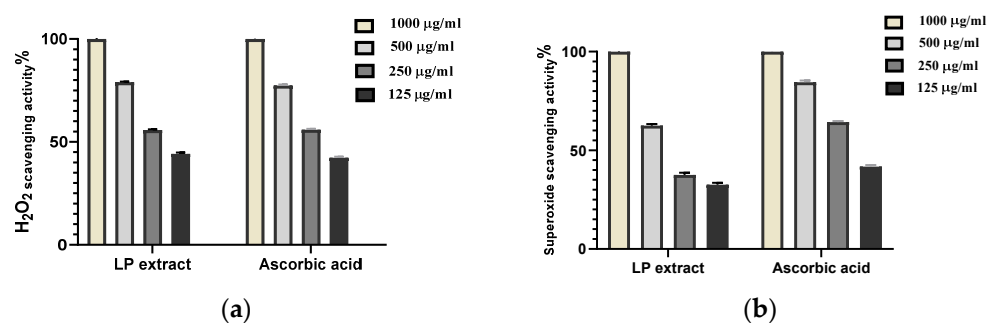 (a)
1000 µg/ml
500 µg/ml
250 µg/ml
125 µg/ml
H₂O₂ scavenging activity%
100
50
0
LP extract
Ascorbic acid
(b)
1000 µg/ml
500 µg/ml
250 µg/ml
125 µg/ml
Superoxide scavenging activity%
100
50
0
LP extract
Ascorbic acid